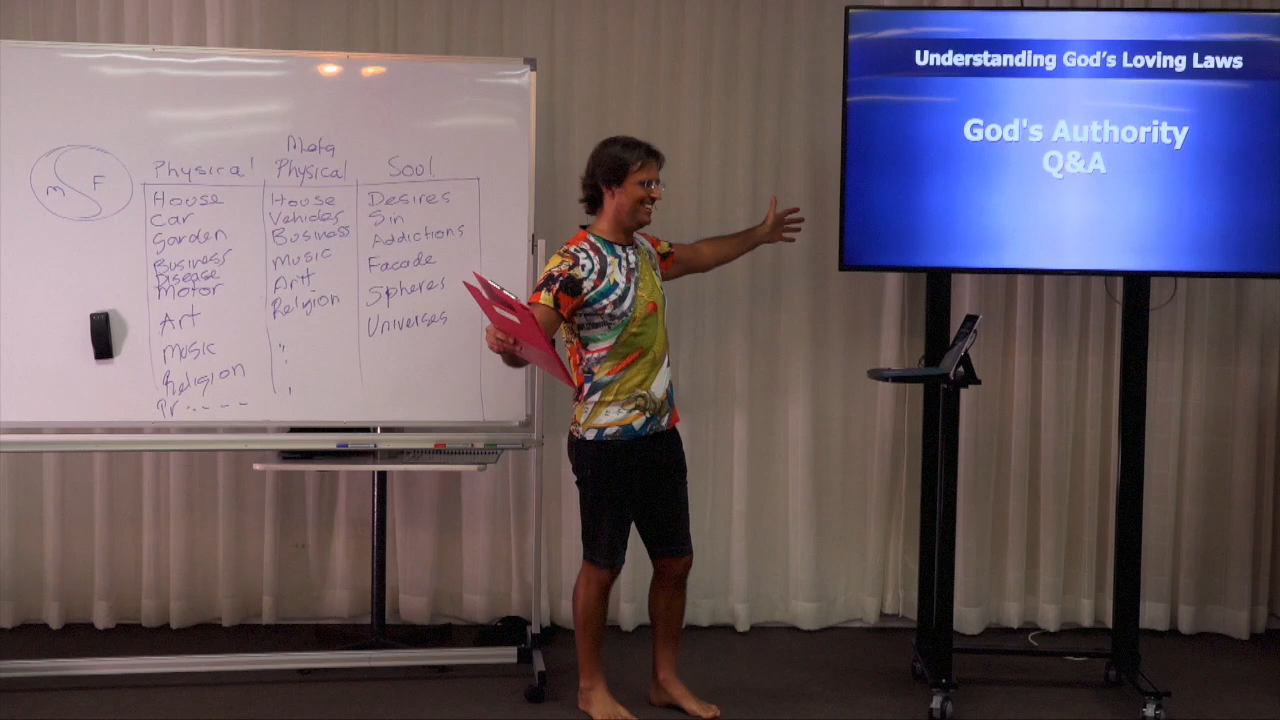 M F
Physical
House
Car
Garden
Business
Disease
Motor
Art
Music
Religion
Pr.----
Meta
Physical
House
Vehicles
Business
Music
Art
Religion
"
Soul
Desires
Sin
Addictions
Facade
Spheres
Universes
Understanding God's Loving Laws
God's Authority
Q&A